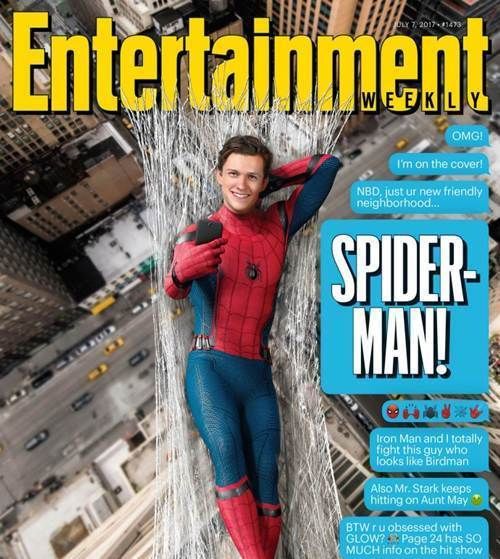 JULY 7, 2017 • #1473
Entertainment
WEEKLY
OMG!
I'm on the cover!
NBD, just ur new friendly
neighborhood...
SPIDER-
MAN!
Iron Man and I totally
fight this guy who
looks like Birdman
Also Mr. Stark keeps
hitting on Aunt May
BTW r u obsessed with
GLOW? Page 24 has SO
MUCH info on the hit show